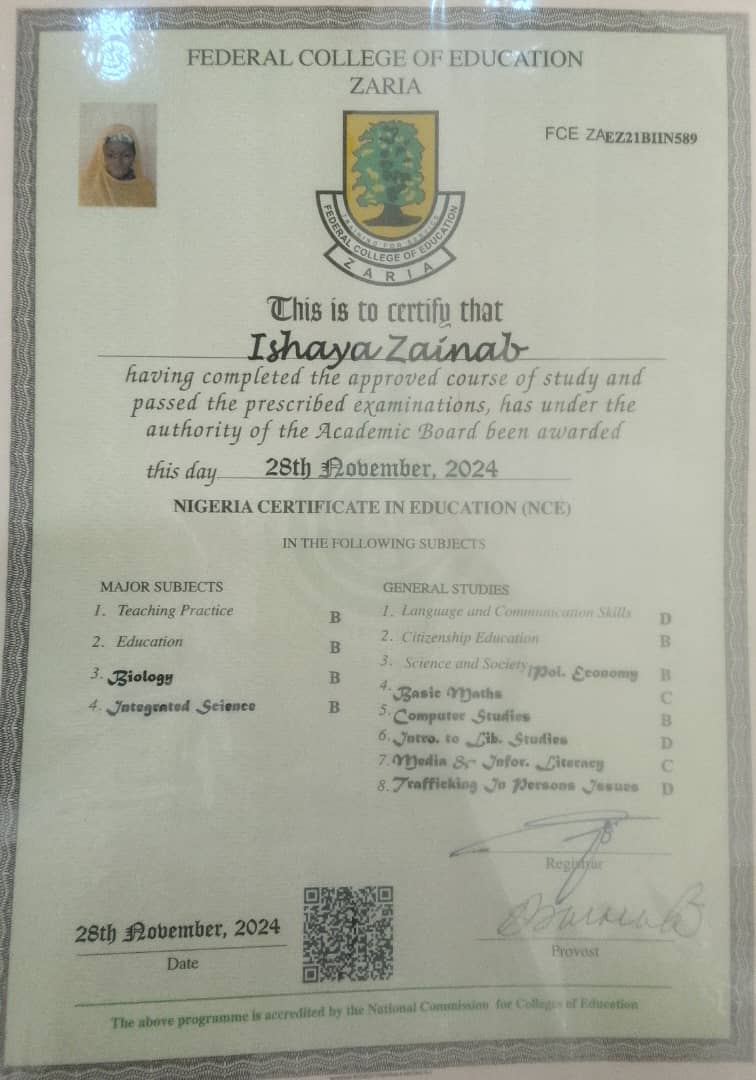 FEDERAL COLLEGE OF EDUCATION
ZARIA
FCE ZAEZ21BIIN589
TRAINING FOR SERVICE
FEDERAL COLLEGE OF EDUCATION
ZARIA
This is to certify that
Ishaya Zainab
having completed the approved course of study and
passed the prescribed examinations, has under the
authority of the Academic Board been awarded
this day 28th November, 2024
NIGERIA CERTIFICATE IN EDUCATION (NCE)
IN THE FOLLOWING SUBJECTS
MAJOR SUBJECTS
1. Teaching Practice B
2. Education B
3. Biology B
4. Integrated Science B
GENERAL STUDIES
1. Language and Communication Skills D
2. Citizenship Education B
3. Science and Society/Pol. Economy B
4. Basic Maths C
5. Computer Studies B
6. Intro. to Lib. Studies D
7. Media & Infor. Literacy C
8. Trafficking In Persons Issues D
Registrar
28th November, 2024
Date
Provost
The above programme is accredited by the National Commission for Colleges of Education